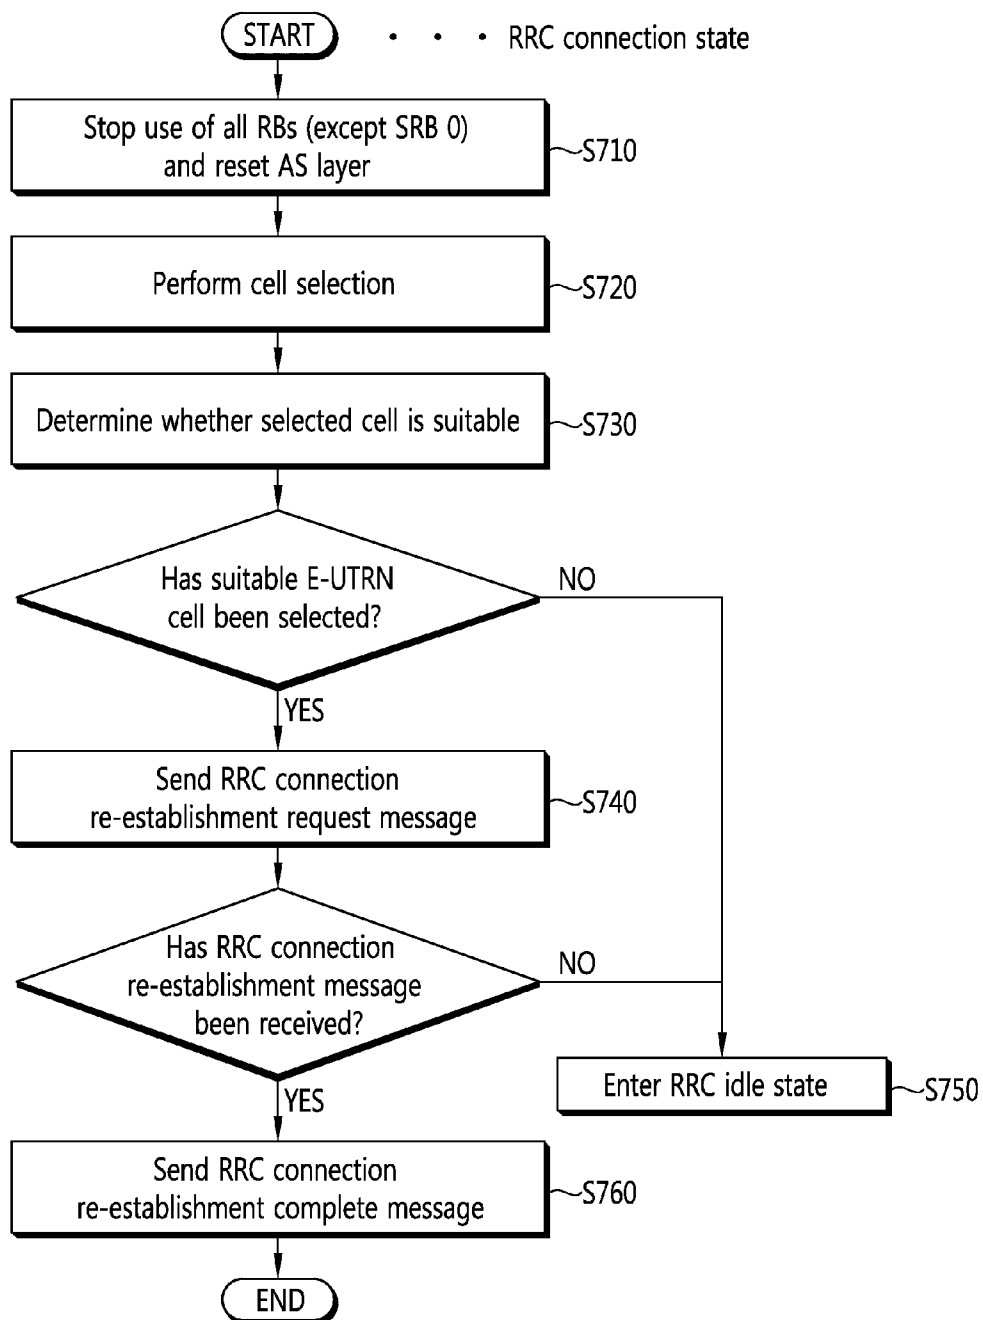 START
• • • RRC connection state
Stop use of all RBs (except SRB 0)
and reset AS layer
S710
Perform cell selection
S720
Determine whether selected cell is suitable
S730
Has suitable E-UTRN
cell been selected?
NO
YES
Send RRC connection
re-establishment request message
S740
Has RRC connection
re-establishment message
been received?
NO
YES
Enter RRC idle state
S750
Send RRC connection
re-establishment complete message
S760
END